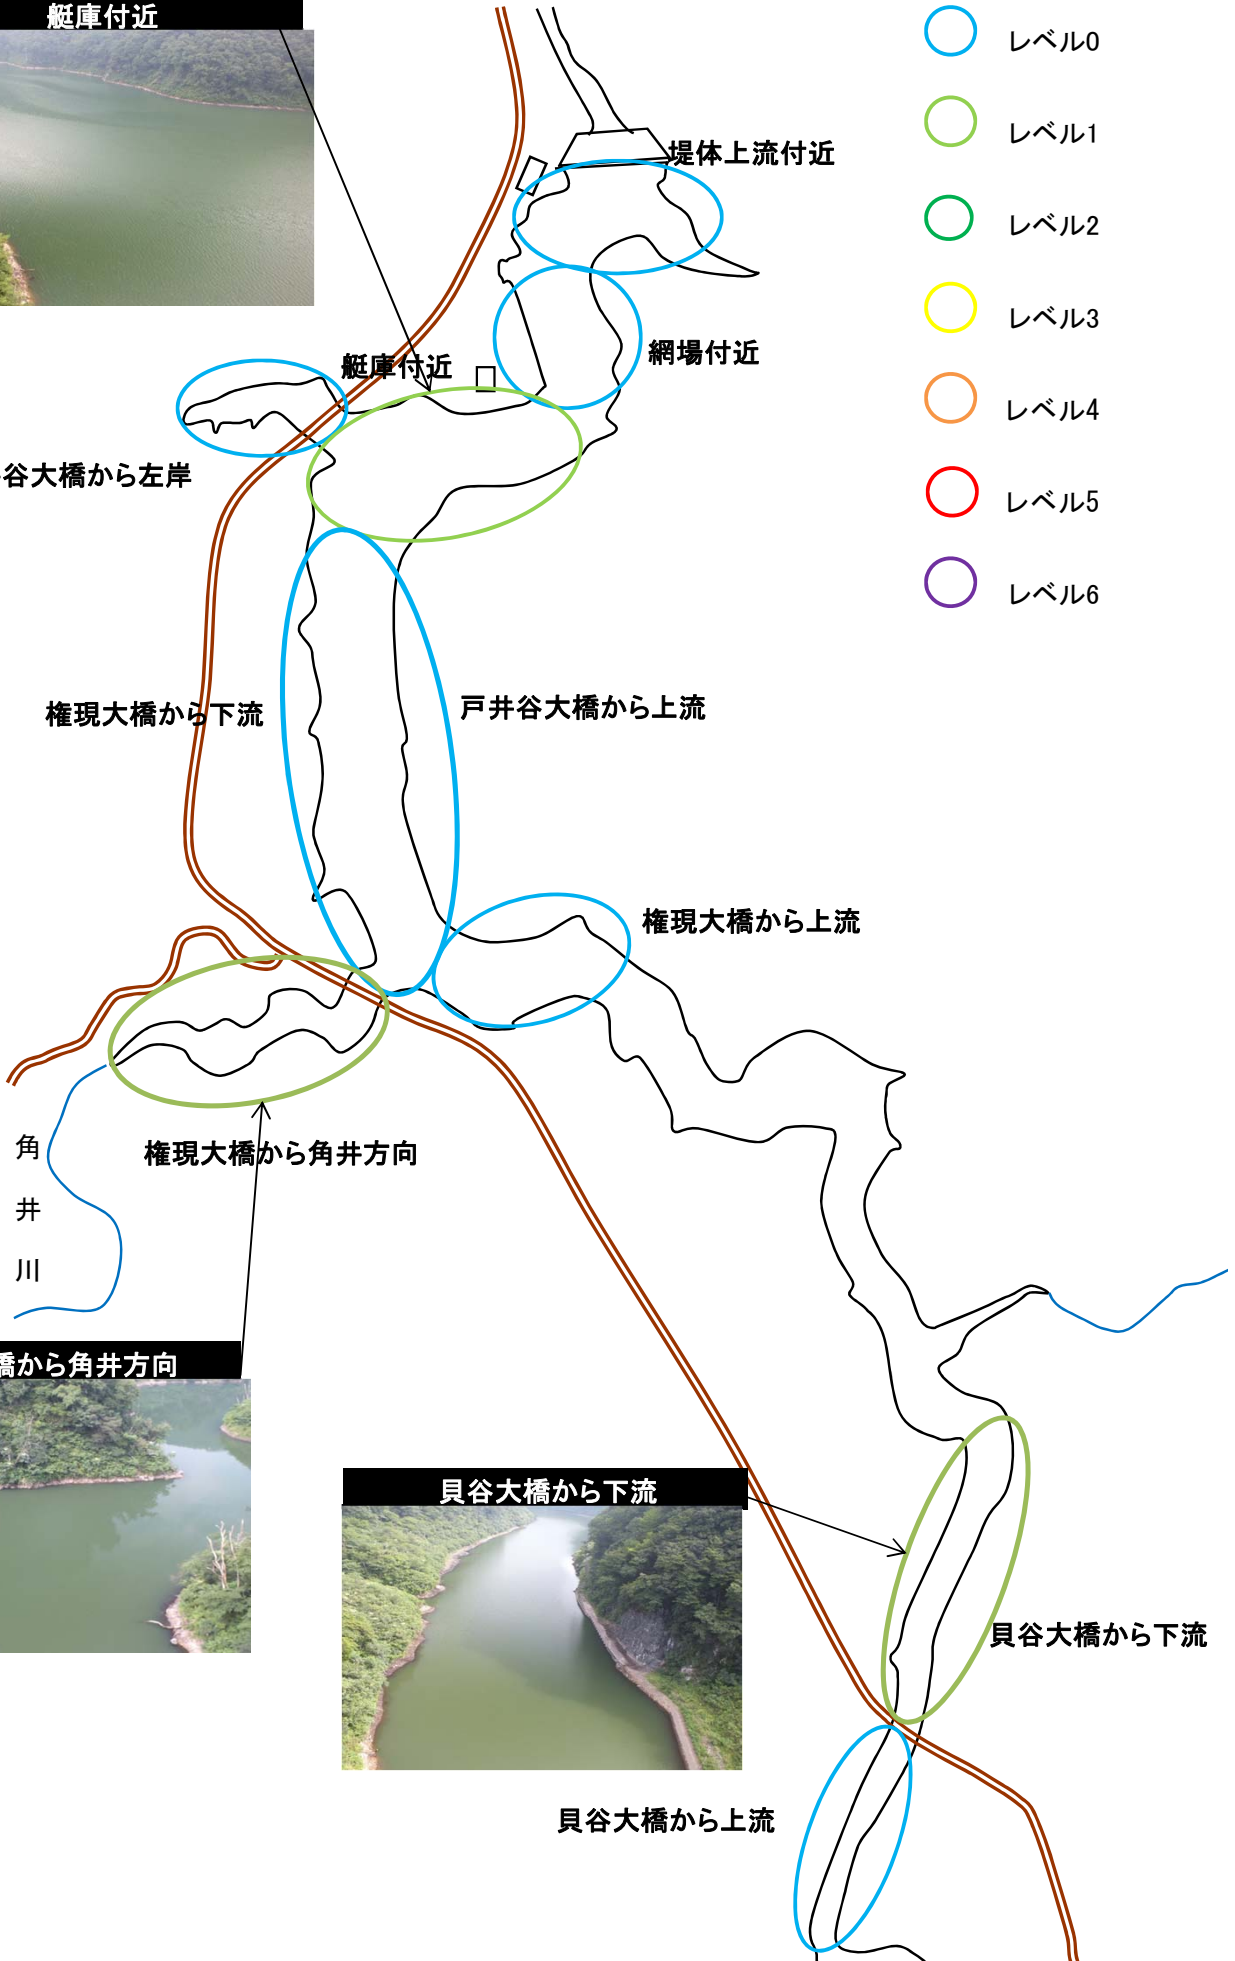 艇庫付近
レベル0
レベル1
堤体上流付近
レベル2
レベル3
網場付近
艇庫付近
レベル4
谷大橋から左岸
レベル5
レベル6
権現大橋から下流
戸井谷大橋から上流
権現大橋から上流
角井川
権現大橋から角井方向
橋から角井方向
貝谷大橋から下流
貝谷大橋から下流
貝谷大橋から上流